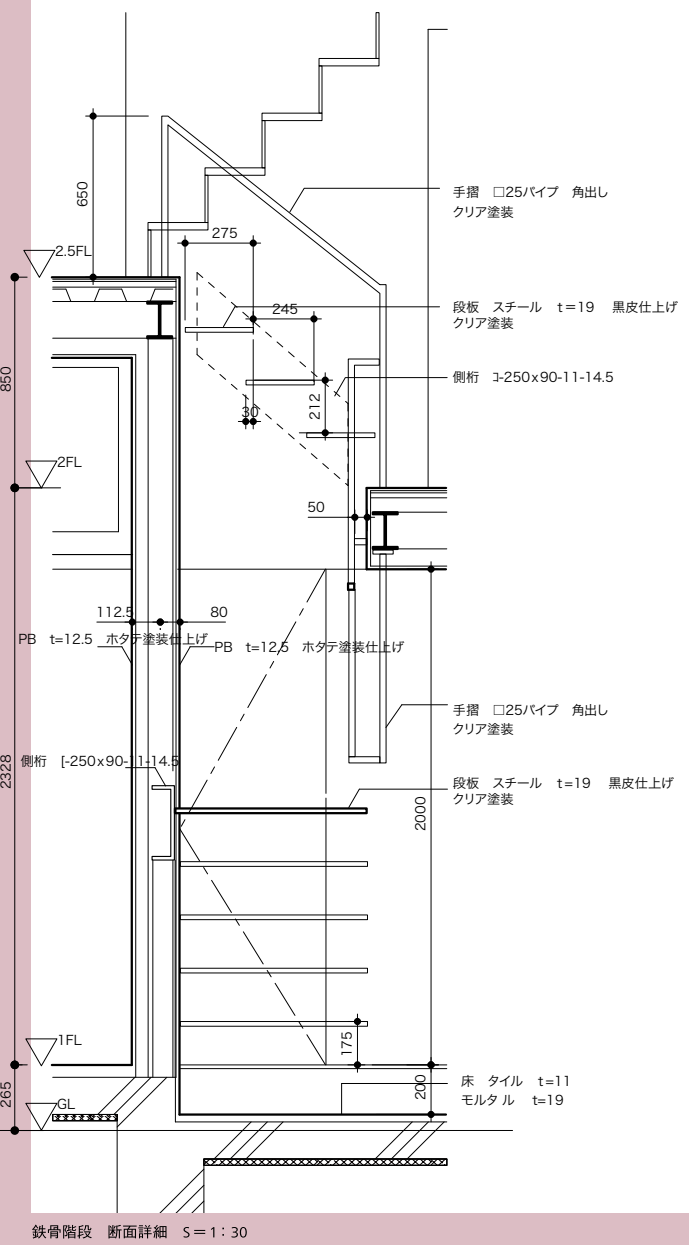 650
2.5FL
275
手摺 □25パイプ 角出し
クリア塗装
245
段板 スチール t=19 黒皮仕上げ
クリア塗装
850
側桁 コ-250x90-11-14.5
212
30
2FL
50
112.5
80
PB t=12.5 ホタテ塗装仕上げ
PB t=12.5 ホタテ塗装仕上げ
手摺 □25パイプ 角出し
クリア塗装
2328
側桁 [-250x90-11-14.5
段板 スチール t=19 黒皮仕上げ
クリア塗装
2000
1FL
175
265
GL
200
床 タイル t=11
モルタル t=19
鉄骨階段 断面詳細 S=1:30